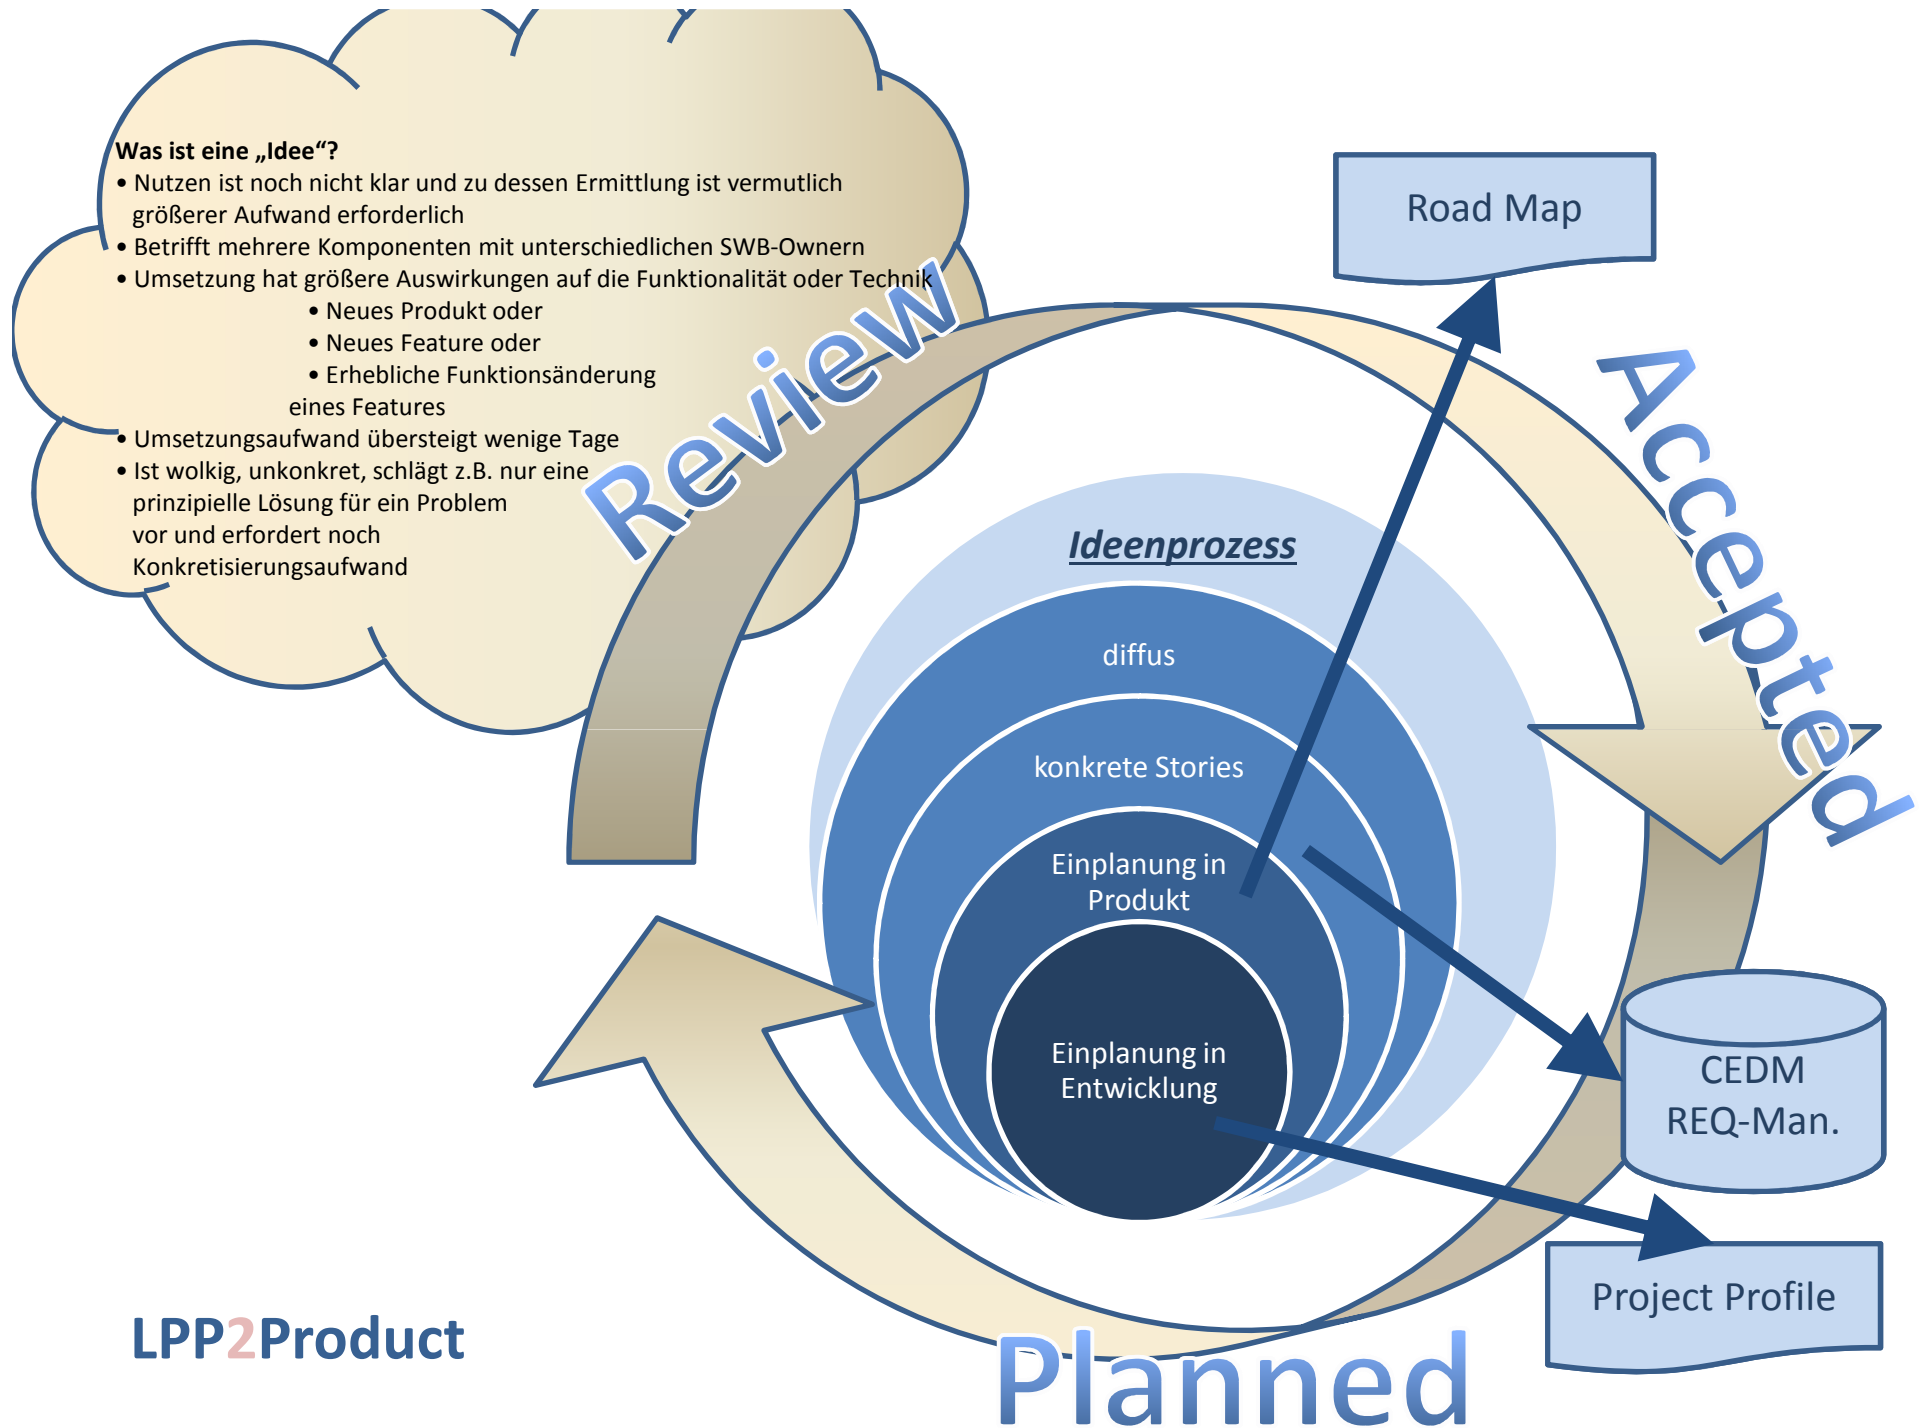 Was ist eine „Idee“?
• Nutzen ist noch nicht klar und zu dessen Ermittlung ist vermutlich
größerer Aufwand erforderlich
• Betrifft mehrere Komponenten mit unterschiedlichen SWB-Ownern
• Umsetzung hat größere Auswirkungen auf die Funktionalität oder Technik
• Neues Produkt oder
• Neues Feature oder
• Erhebliche Funktionsänderung
eines Features
• Umsetzungsaufwand übersteigt wenige Tage
• Ist wolkig, unkonkret, schlägt z.B. nur eine
prinzipielle Lösung für ein Problem
vor und erfordert noch
Konkretisierungsaufwand
Review
Road Map
Accepted
Ideenprozess
diffus
konkrete Stories
Einplanung in
Produkt
Einplanung in
Entwicklung
CEDM
REQ-Man.
Project Profile
LPP2Product
Planned